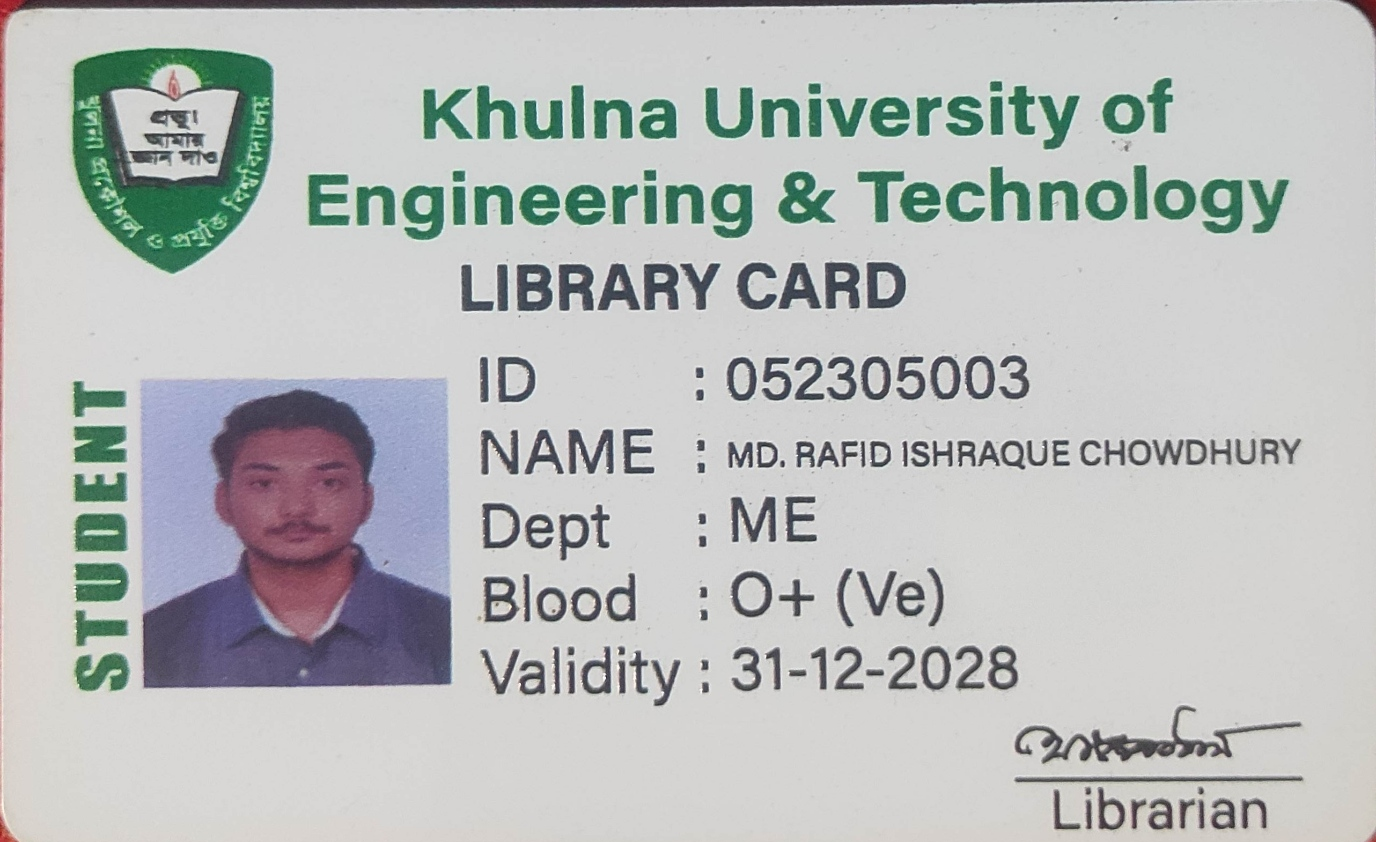 প্রভু!
আমায়
জ্ঞান দাও
খুলনা প্রকৌশল ও প্রযুক্তি বিশ্ববিদ্যালয়
Khulna University of
Engineering & Technology
LIBRARY CARD
STUDENT
ID : 052305003
NAME : MD. RAFID ISHRAQUE CHOWDHURY
Dept : ME
Blood : O+ (Ve)
Validity : 31-12-2028
Librarian